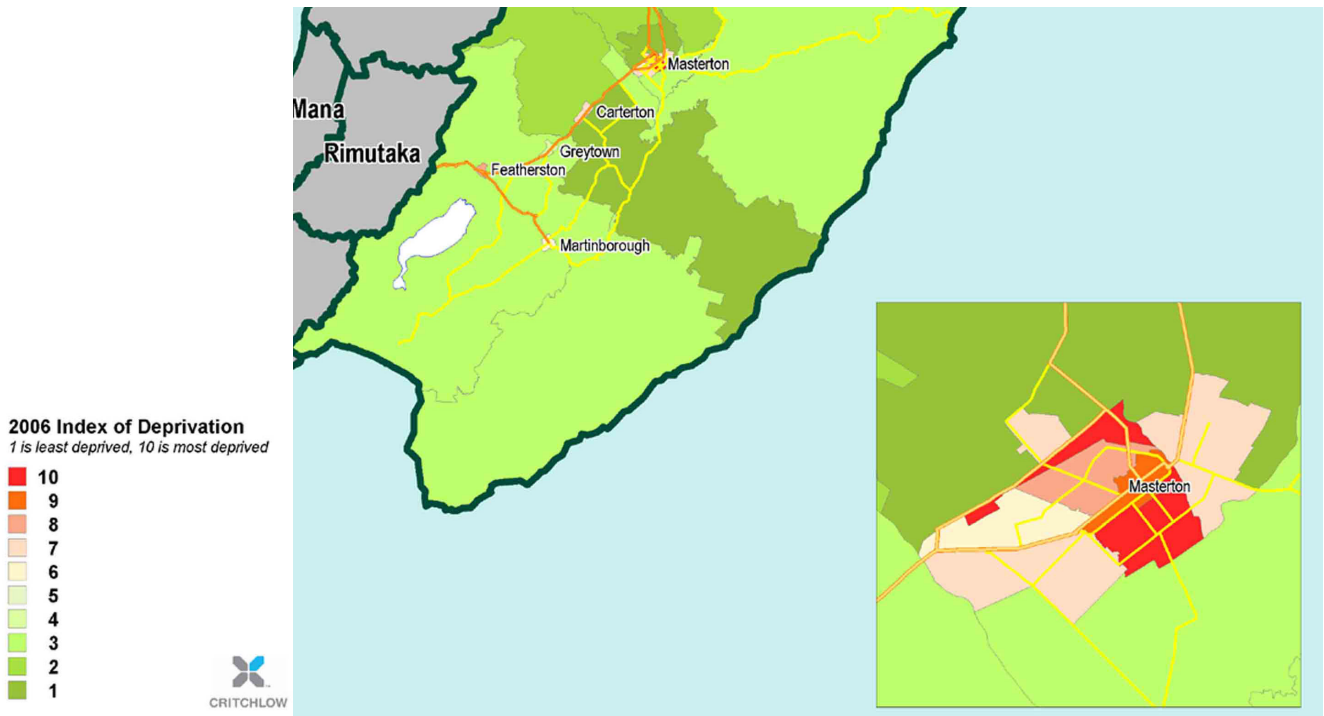 Masterton
Mana
Carterton
Rimutaka
Greytown
Featherston
Martinborough
2006 Index of Deprivation
1 is least deprived, 10 is most deprived
10
9
8
7
6
5
4
3
2
1
CRITCHLOW
Masterton